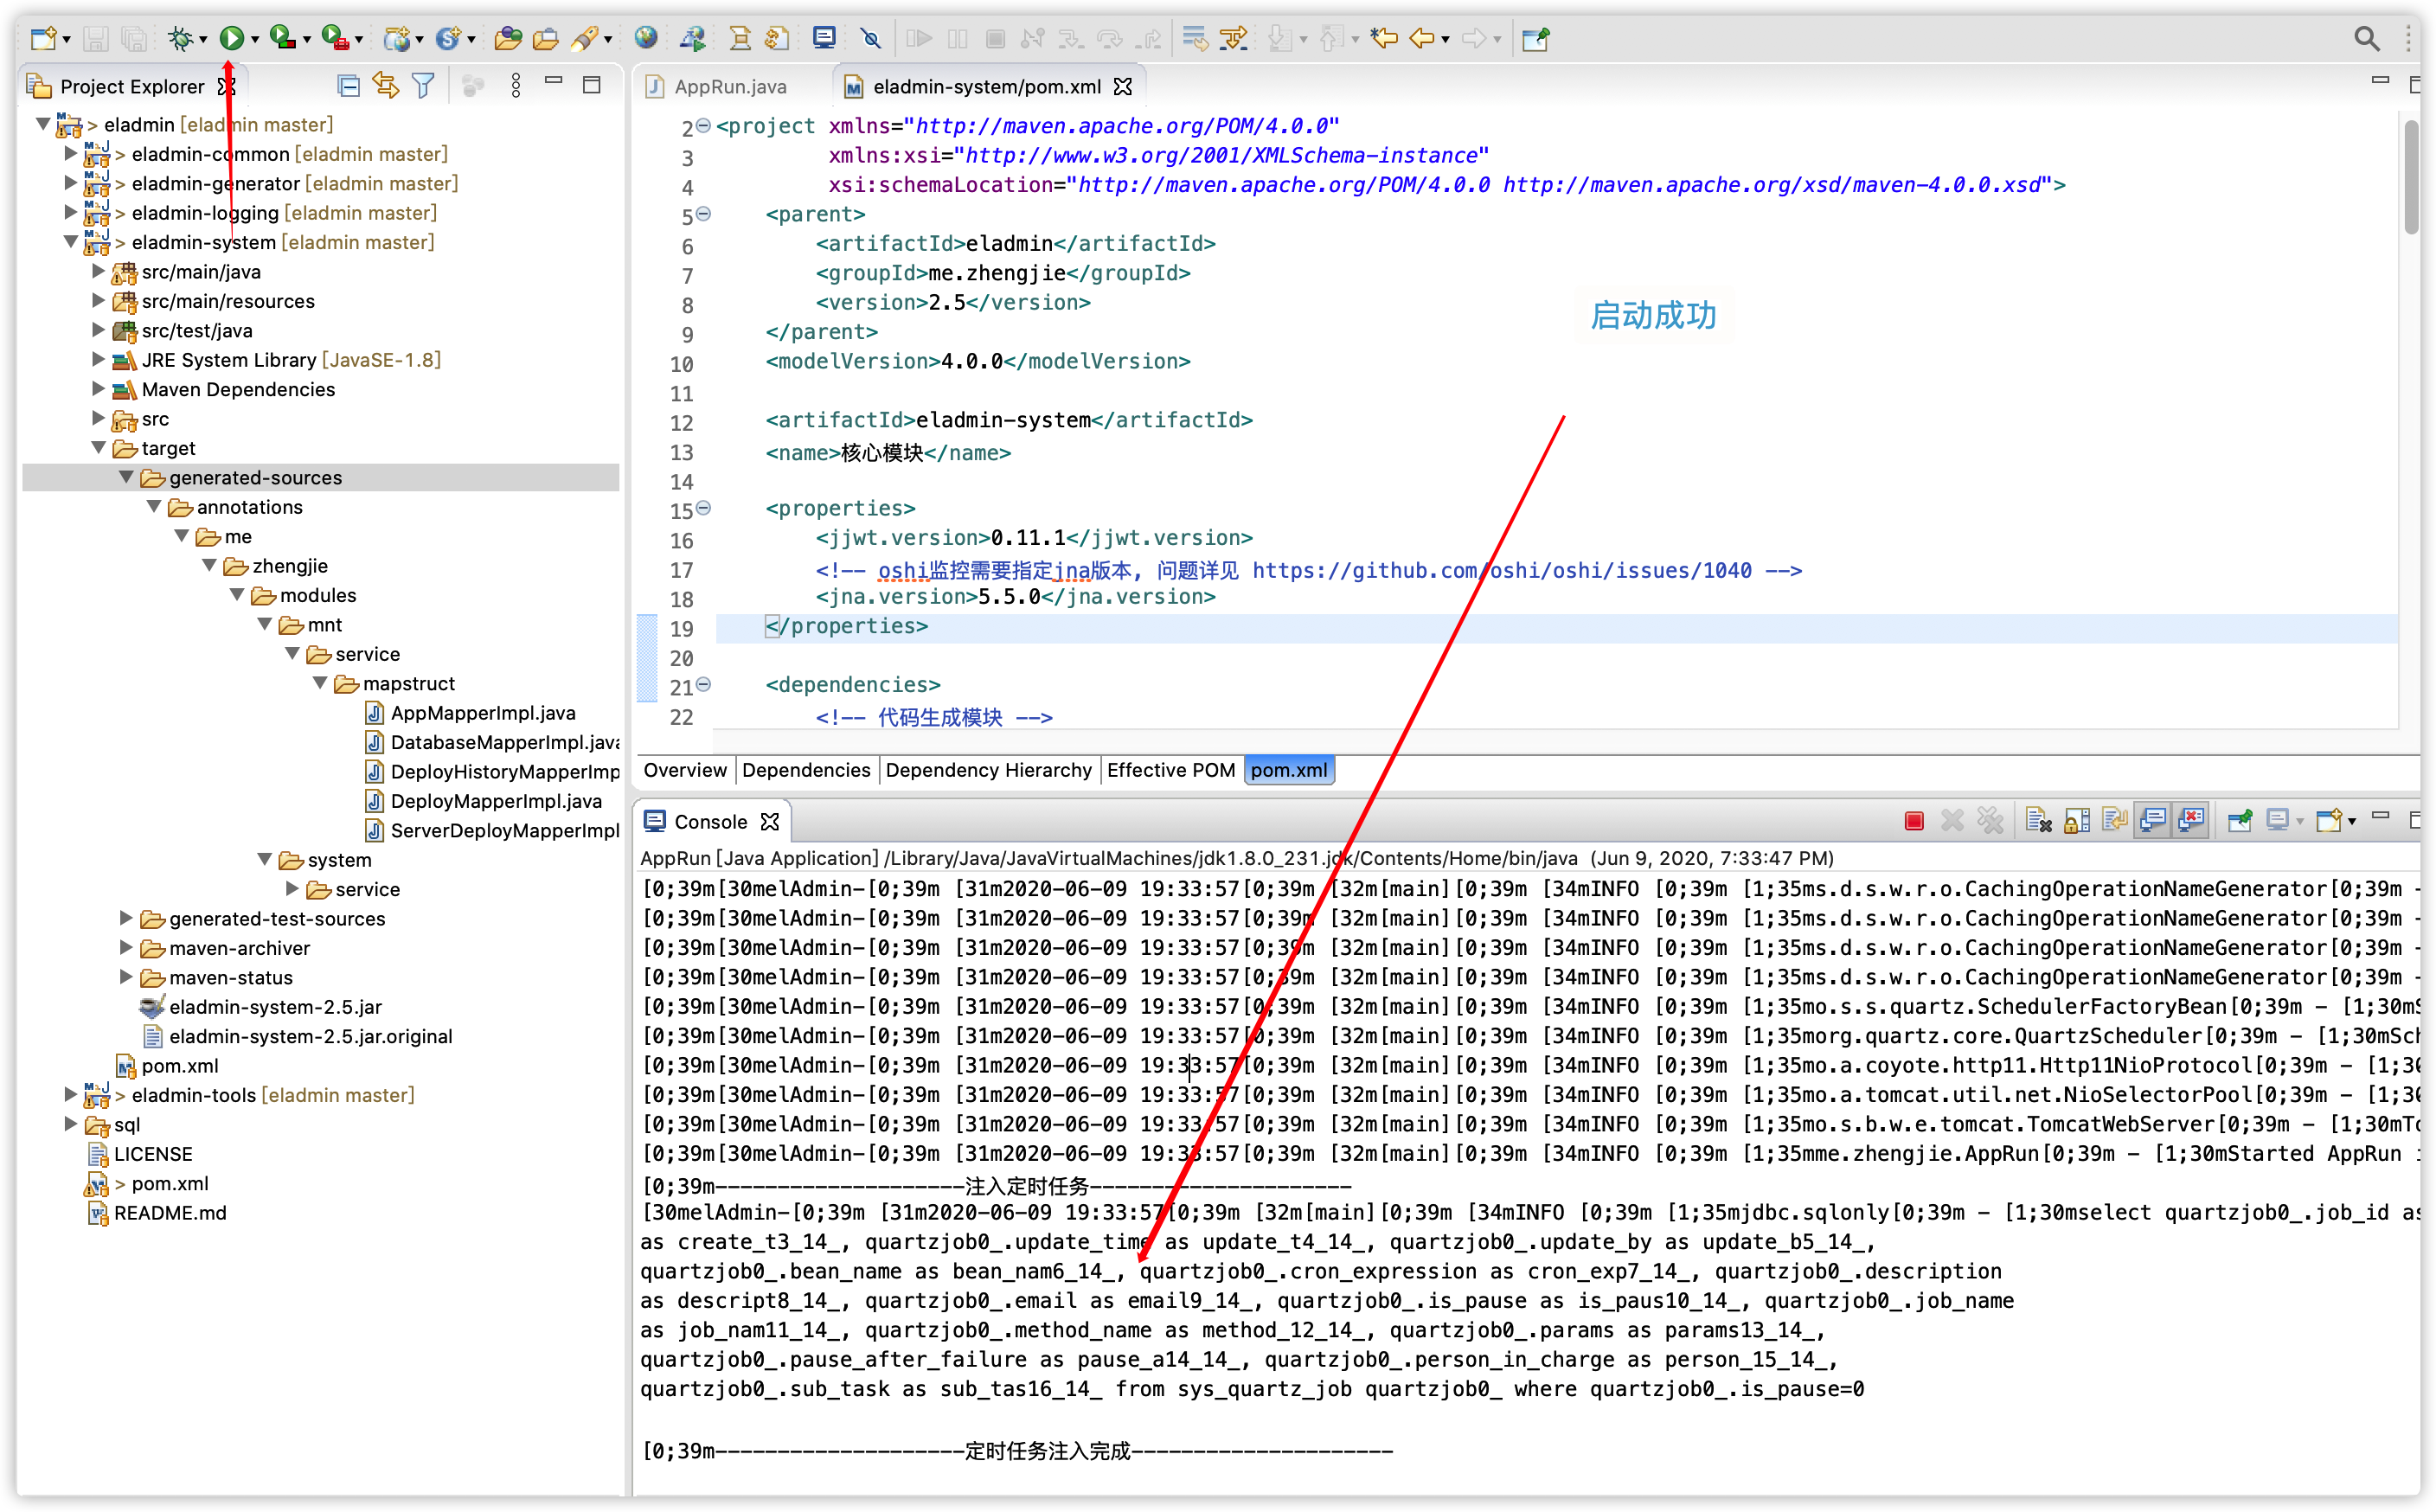 Project Explorer
> eladmin [eladmin master]
> eladmin-common [eladmin master]
> eladmin-generator [eladmin master]
> eladmin-logging [eladmin master]
> eladmin-system [eladmin master]
src/main/java
src/main/resources
src/test/java
JRE System Library [JavaSE-1.8]
Maven Dependencies
src
target
generated-sources
annotations
me
zhengjie
modules
mnt
service
mapstruct
AppMapperImpl.java
DatabaseMapperImpl.java
DeployHistoryMapperImp
DeployMapperImpl.java
ServerDeployMapperImpl
system
service
generated-test-sources
maven-archiver
maven-status
eladmin-system-2.5.jar
eladmin-system-2.5.jar.original
pom.xml
> eladmin-tools [eladmin master]
sql
LICENSE
> pom.xml
README.md
AppRun.java
eladmin-system/pom.xml
2 <project xmlns="http://maven.apache.org/POM/4.0.0"
3 xmlns:xsi="http://www.w3.org/2001/XMLSchema-instance"
4 xsi:schemaLocation="http://maven.apache.org/POM/4.0.0 http://maven.apache.org/xsd/maven-4.0.0.xsd">
5 <parent>
6 <artifactId>eladmin</artifactId>
7 <groupId>me.zhengjie</groupId>
8 <version>2.5</version>
9 </parent>
10 <modelVersion>4.0.0</modelVersion>
11
12 <artifactId>eladmin-system</artifactId>
13 <name>核心模块</name>
14
15 <properties>
16 <jjwt.version>0.11.1</jjwt.version>
17 <!-- oshi监控需要指定jna版本, 问题详见 https://github.com/oshi/oshi/issues/1040 -->
18 <jna.version>5.5.0</jna.version>
19 </properties>
20
21 <dependencies>
22 <!-- 代码生成模块 -->
启动成功
Overview Dependencies Dependency Hierarchy Effective POM pom.xml
Console
AppRun [Java Application] /Library/Java/JavaVirtualMachines/jdk1.8.0_231.jdk/Contents/Home/bin/java (Jun 9, 2020, 7:33:47 PM)
[0;39m[30melAdmin-[0;39m [31m2020-06-09 19:33:57[0;39m [32m[main][0;39m [34mINFO [0;39m [1;35ms.d.s.w.r.o.CachingOperationNameGenerator[0;39m -
[0;39m[30melAdmin-[0;39m [31m2020-06-09 19:33:57[0;39m [32m[main][0;39m [34mINFO [0;39m [1;35ms.d.s.w.r.o.CachingOperationNameGenerator[0;39m -
[0;39m[30melAdmin-[0;39m [31m2020-06-09 19:33:57[0;39m [32m[main][0;39m [34mINFO [0;39m [1;35ms.d.s.w.r.o.CachingOperationNameGenerator[0;39m -
[0;39m[30melAdmin-[0;39m [31m2020-06-09 19:33:57[0;39m [32m[main][0;39m [34mINFO [0;39m [1;35ms.d.s.w.r.o.CachingOperationNameGenerator[0;39m -
[0;39m[30melAdmin-[0;39m [31m2020-06-09 19:33:57[0;39m [32m[main][0;39m [34mINFO [0;39m [1;35mo.s.s.quartz.SchedulerFactoryBean[0;39m - [1;30mS
[0;39m[30melAdmin-[0;39m [31m2020-06-09 19:33:57[0;39m [32m[main][0;39m [34mINFO [0;39m [1;35morg.quartz.core.QuartzScheduler[0;39m - [1;30mSch
[0;39m[30melAdmin-[0;39m [31m2020-06-09 19:33:57[0;39m [32m[main][0;39m [34mINFO [0;39m [1;35mo.a.coyote.http11.Http11NioProtocol[0;39m - [1;30
[0;39m[30melAdmin-[0;39m [31m2020-06-09 19:33:57[0;39m [32m[main][0;39m [34mINFO [0;39m [1;35mo.a.tomcat.util.net.NioSelectorPool[0;39m - [1;30
[0;39m[30melAdmin-[0;39m [31m2020-06-09 19:33:57[0;39m [32m[main][0;39m [34mINFO [0;39m [1;35mo.s.b.w.e.tomcat.TomcatWebServer[0;39m - [1;30mTo
[0;39m[30melAdmin-[0;39m [31m2020-06-09 19:33:57[0;39m [32m[main][0;39m [34mINFO [0;39m [1;35mme.zhengjie.AppRun[0;39m - [1;30mStarted AppRun i
[0;39m--------------------注入定时任务---------------------
[30melAdmin-[0;39m [31m2020-06-09 19:33:57[0;39m [32m[main][0;39m [34mINFO [0;39m [1;35mjdbc.sqlonly[0;39m - [1;30mselect quartzjob0_.job_id as
as create_t3_14_, quartzjob0_.update_time as update_t4_14_, quartzjob0_.update_by as update_b5_14_,
quartzjob0_.bean_name as bean_nam6_14_, quartzjob0_.cron_expression as cron_exp7_14_, quartzjob0_.description
as descript8_14_, quartzjob0_.email as email9_14_, quartzjob0_.is_pause as is_paus10_14_, quartzjob0_.job_name
as job_nam11_14_, quartzjob0_.method_name as method_12_14_, quartzjob0_.params as params13_14_,
quartzjob0_.pause_after_failure as pause_a14_14_, quartzjob0_.person_in_charge as person_15_14_,
quartzjob0_.sub_task as sub_tas16_14_ from sys_quartz_job quartzjob0_ where quartzjob0_.is_pause=0
[0;39m--------------------定时任务注入完成---------------------